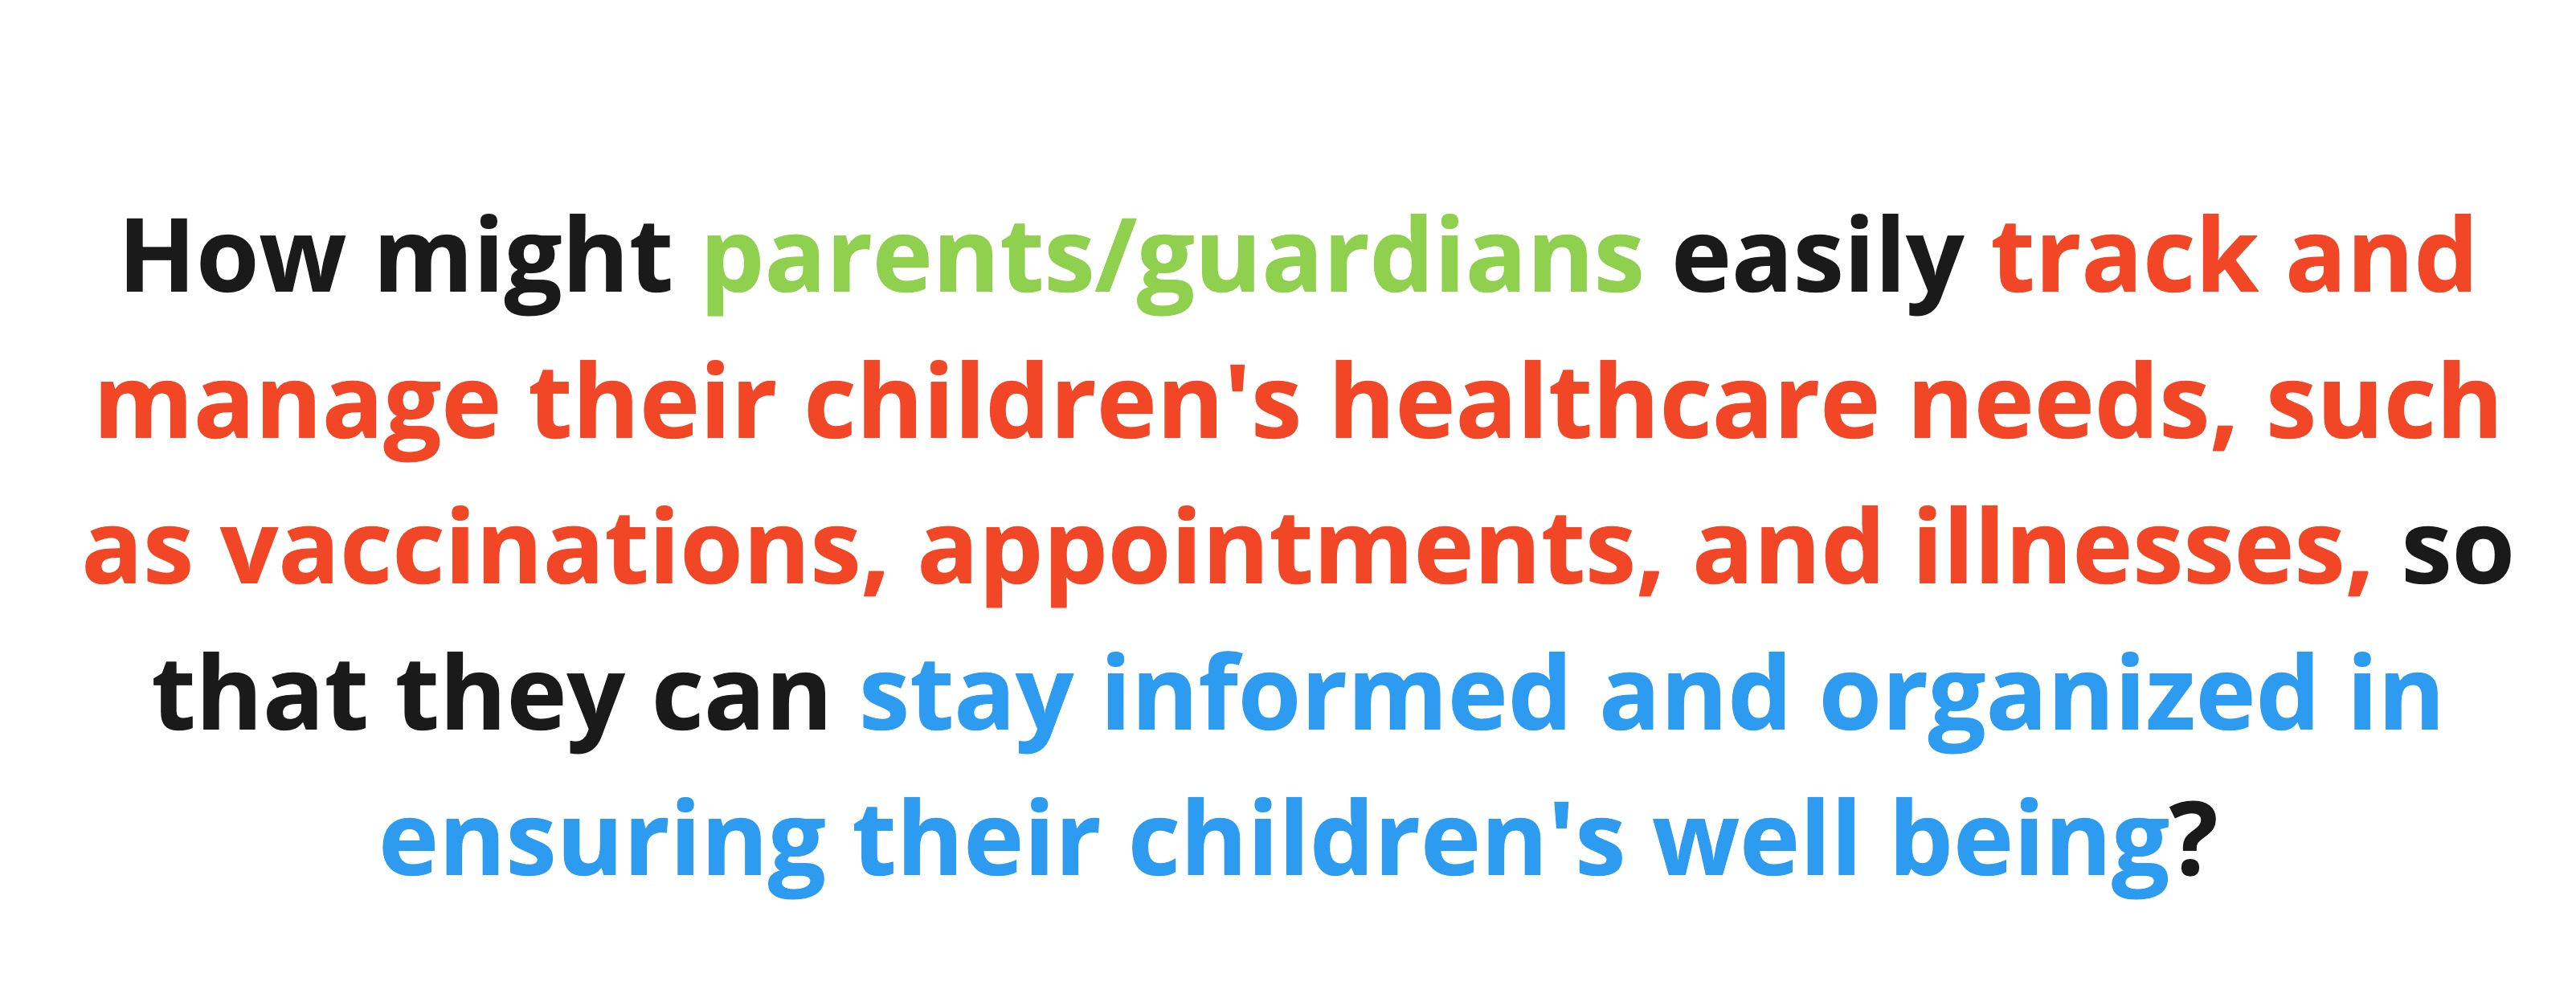 How might parents/guardians easily track and
manage their children's healthcare needs, such
as vaccinations, appointments, and illnesses, so
that they can stay informed and organized in
ensuring their children's well being?